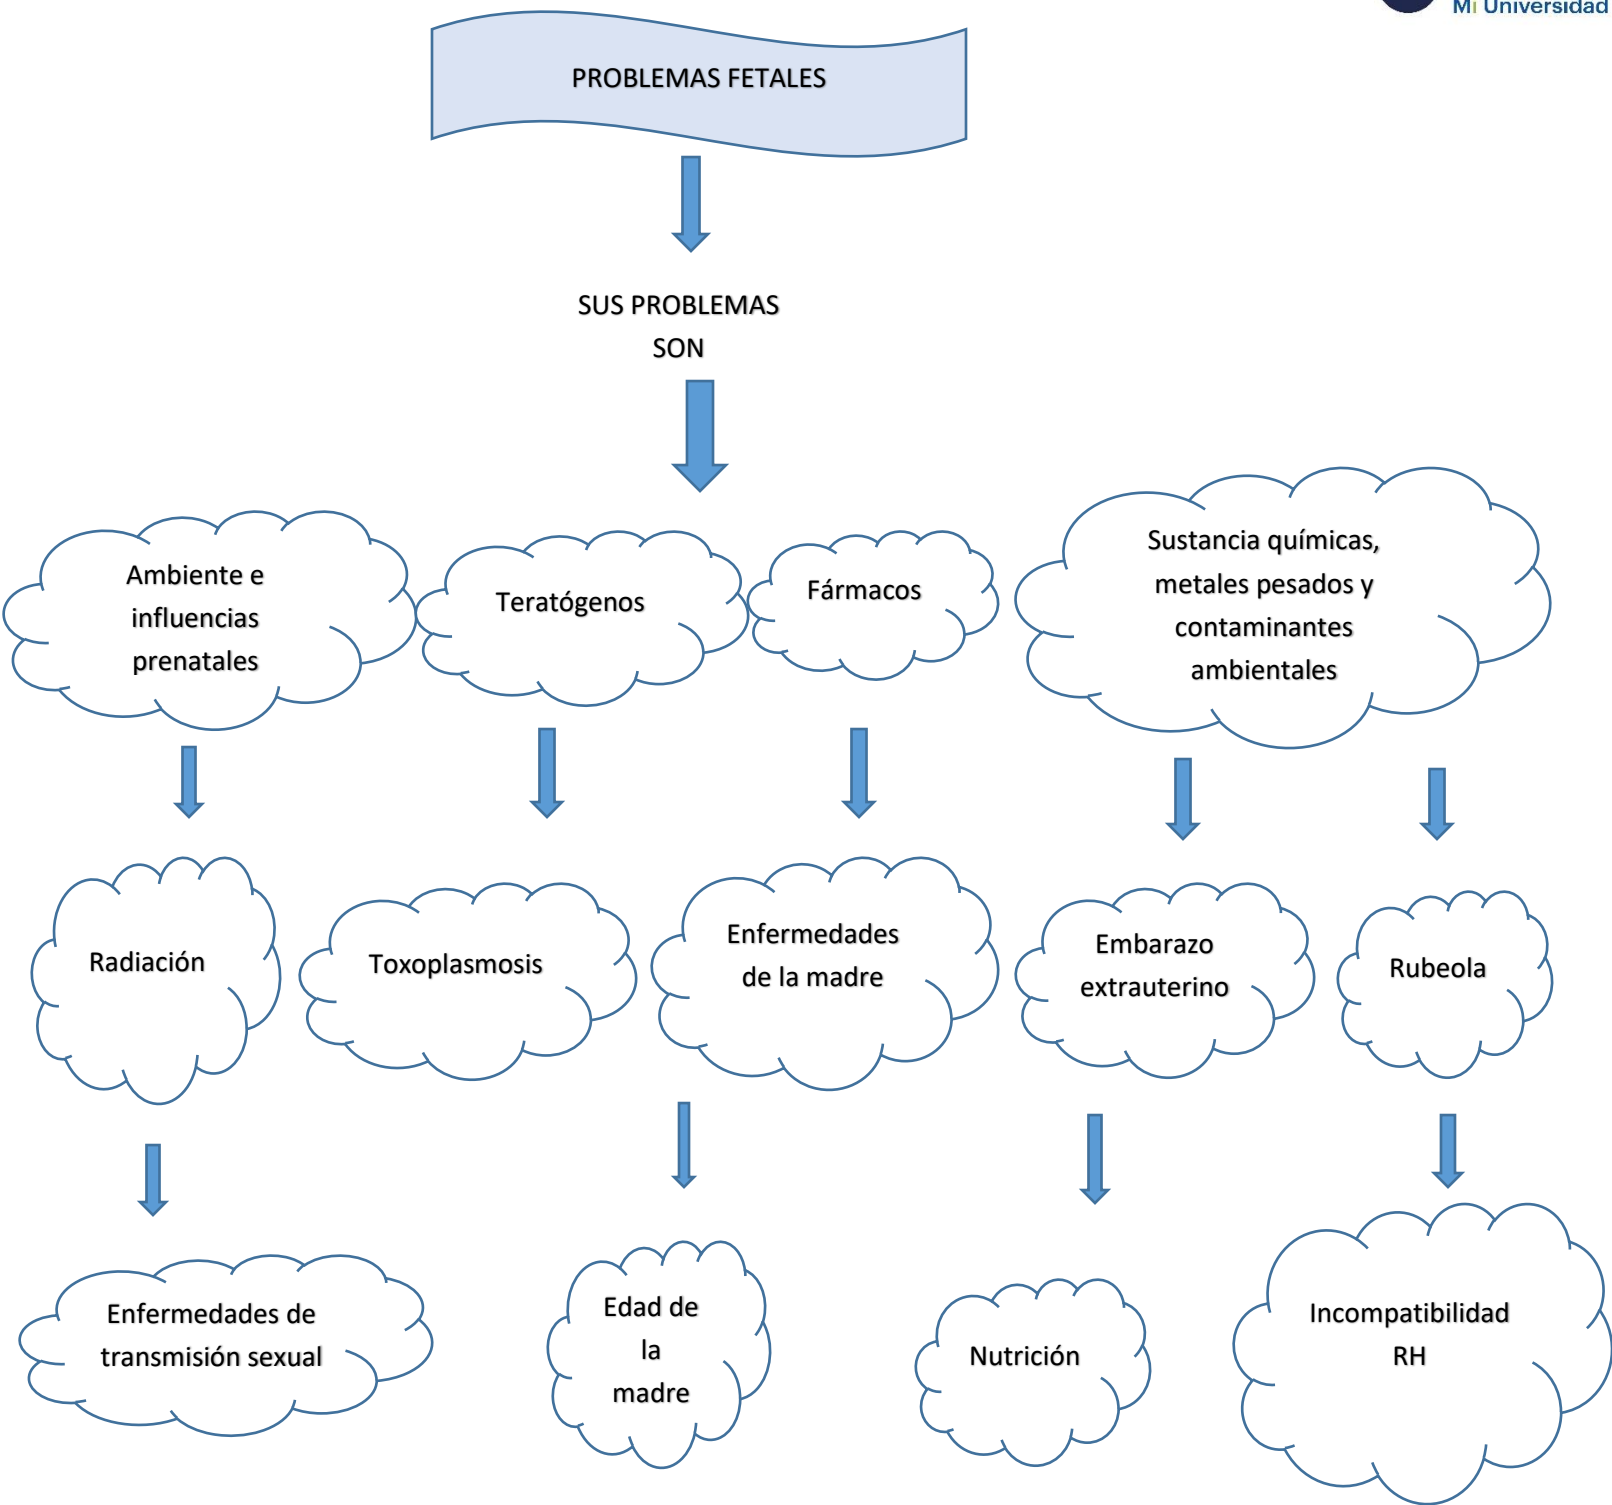 Mi Universidad
PROBLEMAS FETALES
SUS PROBLEMAS
SON
Ambiente e
influencias
prenatales
Teratógenos
Fármacos
Sustancia químicas,
metales pesados y
contaminantes
ambientales
Radiación
Toxoplasmosis
Enfermedades
de la madre
Embarazo
extrauterino
Rubeola
Enfermedades de
transmisión sexual
Edad de
la
madre
Nutrición
Incompatibilidad
RH